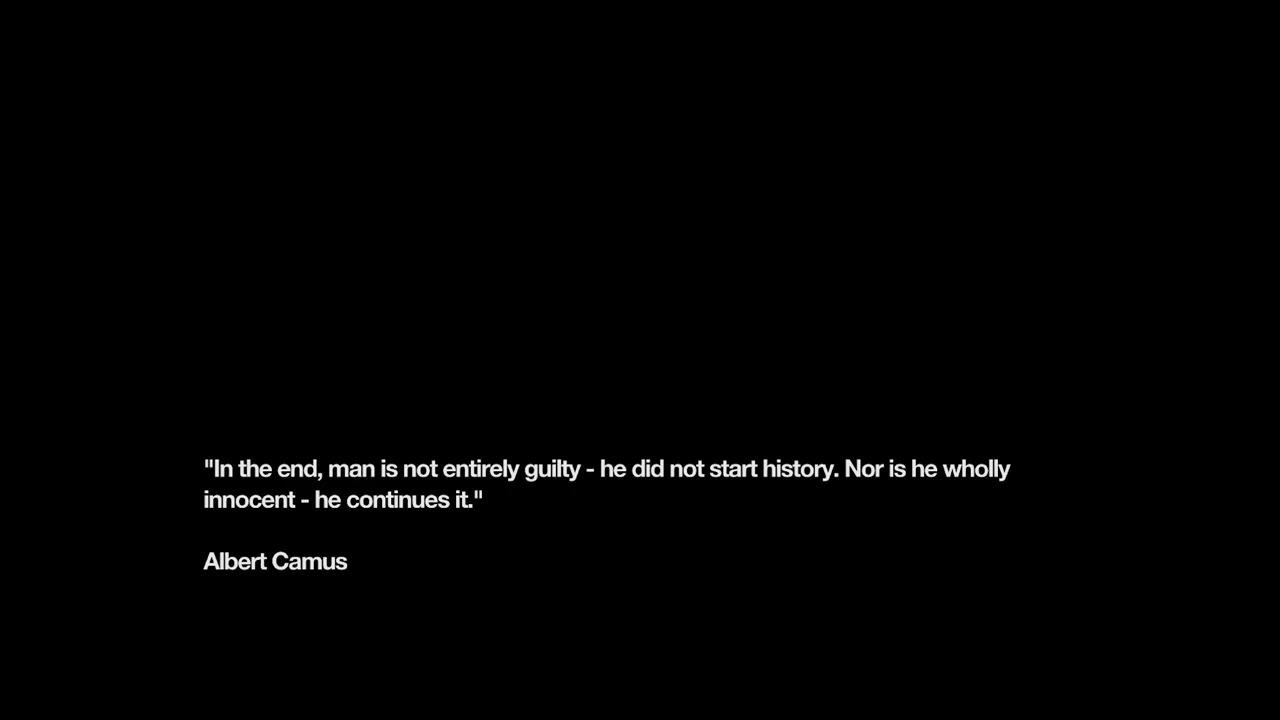 "In the end, man is not entirely guilty - he did not start history. Nor is he wholly
innocent - he continues it."
Albert Camus